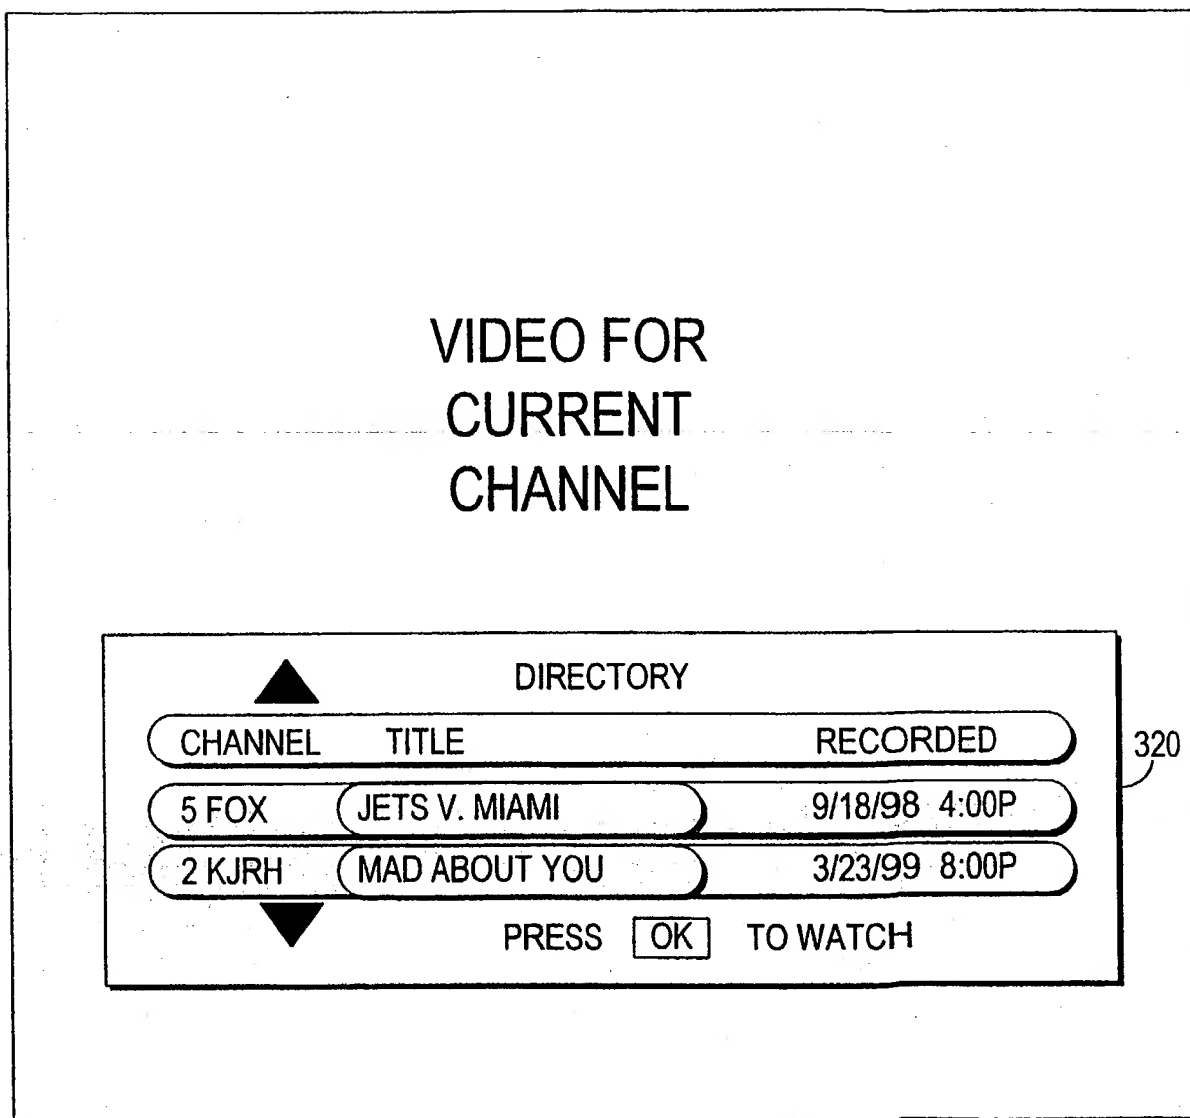 VIDEO FOR
CURRENT
CHANNEL
DIRECTORY
CHANNEL TITLE RECORDED
320
5 FOX JETS V. MIAMI 9/18/98 4:00P
2 KJRH MAD ABOUT YOU 3/23/99 8:00P
PRESS OK TO WATCH